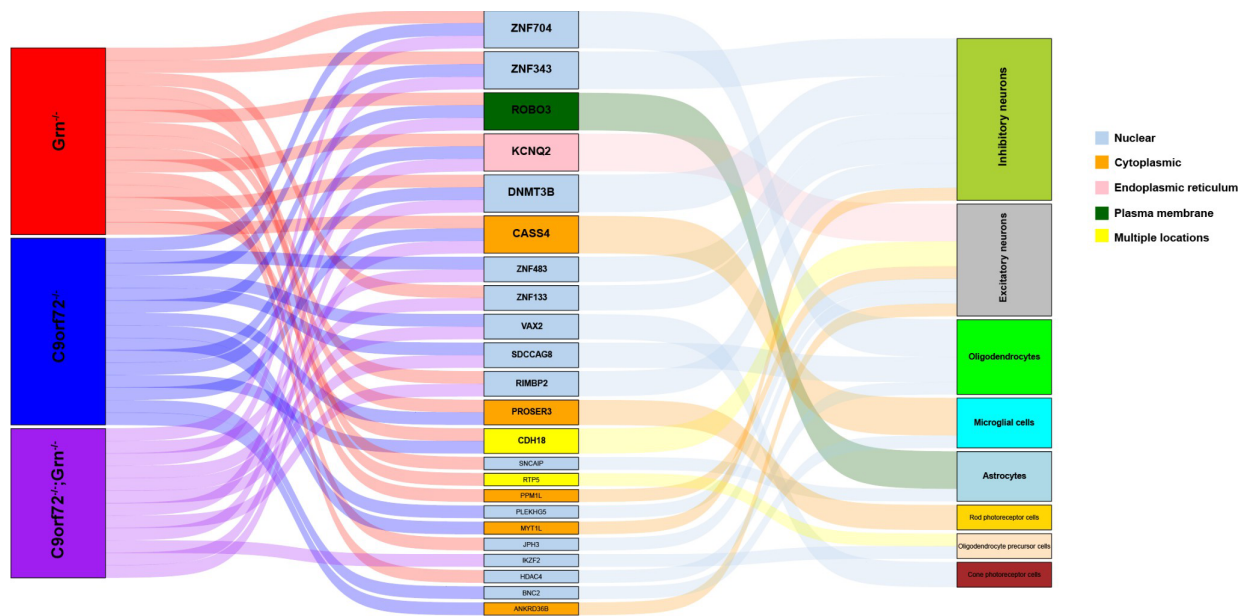 Grn-/-
C9orf72-/-
C9orf72-/-;Grn-/-
ZNF704
ZNF343
ROBO3
KCNQ2
DNMT3B
CASS4
ZNF483
ZNF133
VAX2
SDCCAG8
RIMBP2
PROSER3
CDH18
SNCAIP
RTP5
PPM1L
PLEKHG5
MYT1L
JPH3
IKZF2
HDAC4
BNC2
ANKRD36B
Inhibitory neurons
Excitatory neurons
Oligodendrocytes
Microglial cells
Astrocytes
Rod photoreceptor cells
Oligodendrocyte precursor cells
Cone photoreceptor cells
Nuclear
Cytoplasmic
Endoplasmic reticulum
Plasma membrane
Multiple locations